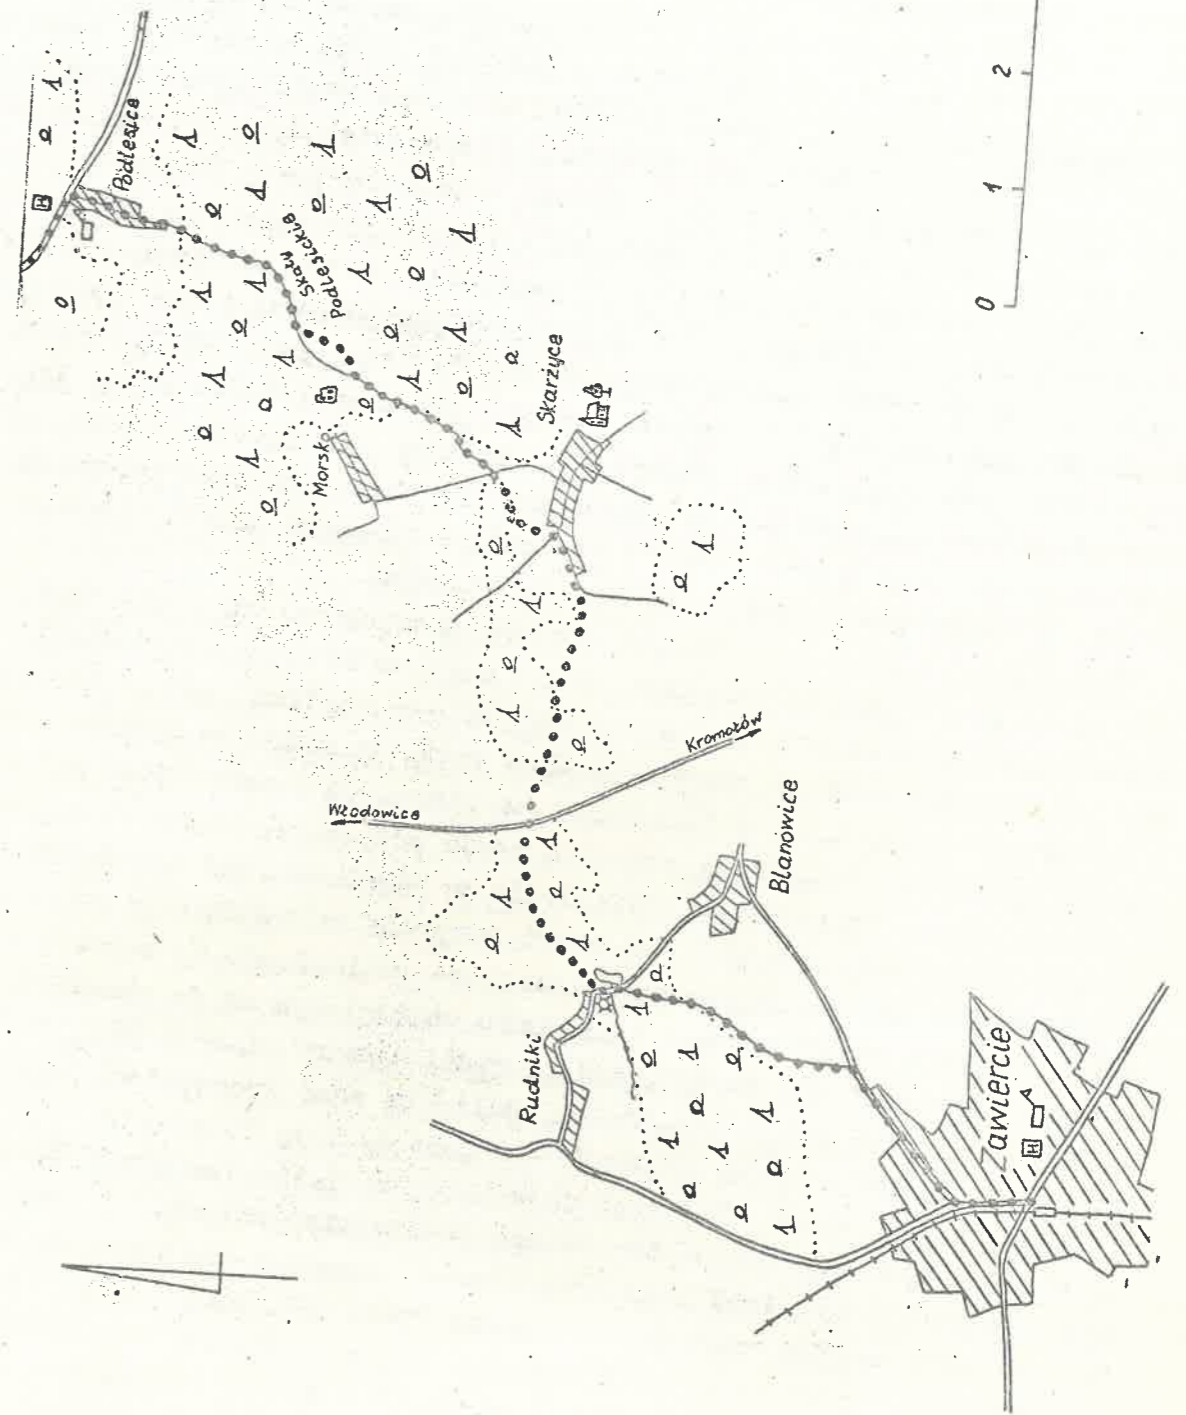 Podlesice
Skały
podlesickie
Morsko
Skarżyce
Włodowice
Kromołów
Blanowice
Rudniki
Zawiercie
H
H
0 1 2